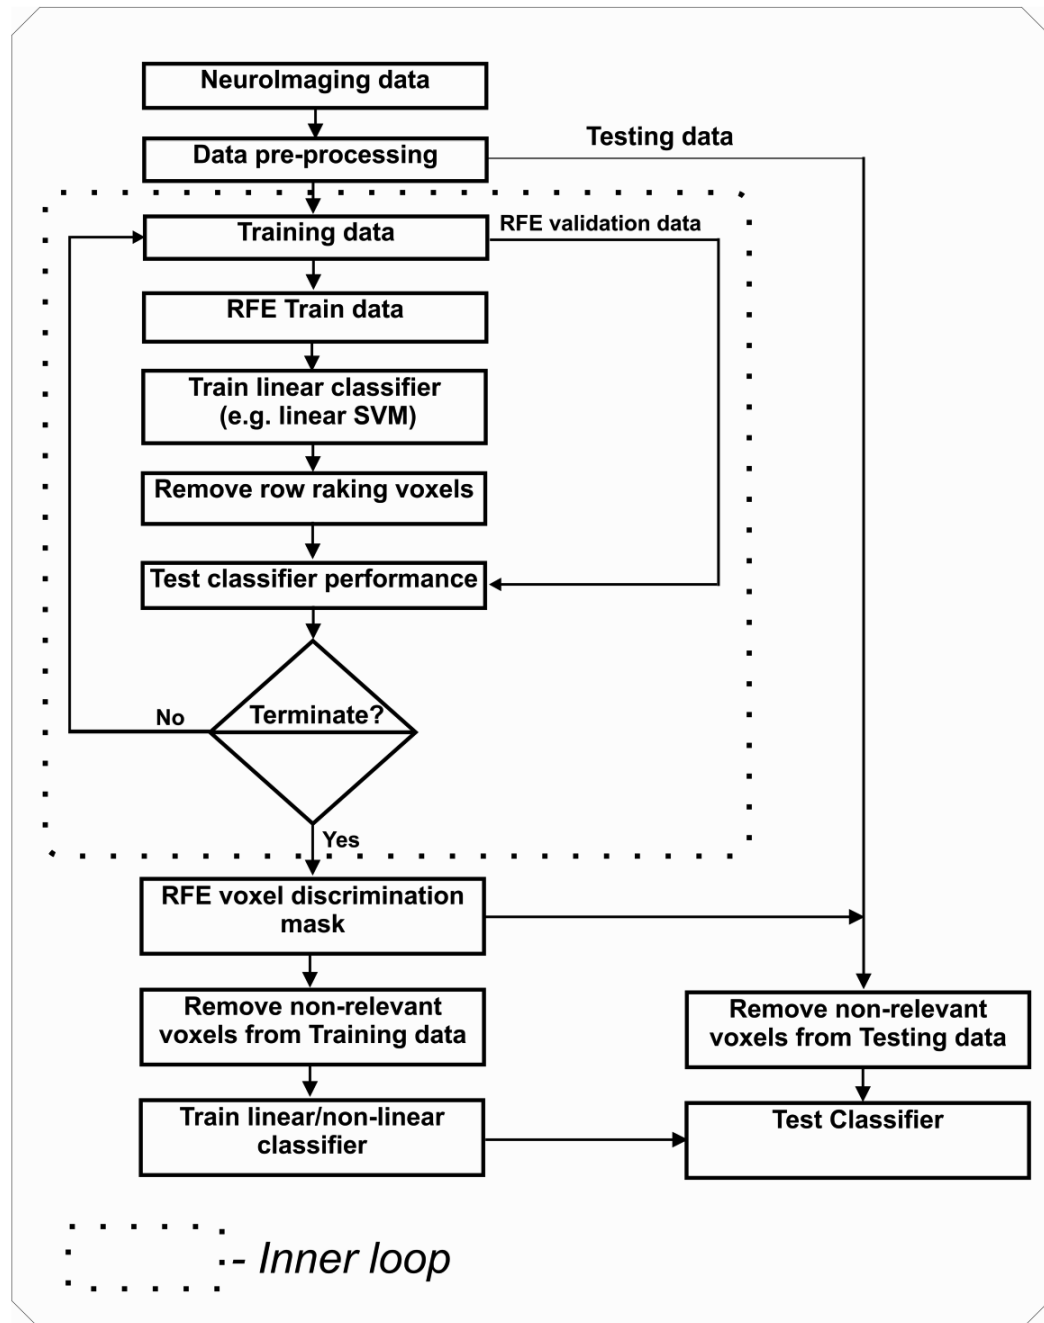 NeuroImaging data
Data pre-processing
Testing data
Training data
RFE validation data
RFE Train data
Train linear classifier
(e.g. linear SVM)
Remove row raking voxels
Test classifier performance
Terminate?
No
Yes
RFE voxel discrimination
mask
Remove non-relevant
voxels from Training data
Remove non-relevant
voxels from Testing data
Train linear/non-linear
classifier
Test Classifier
- Inner loop